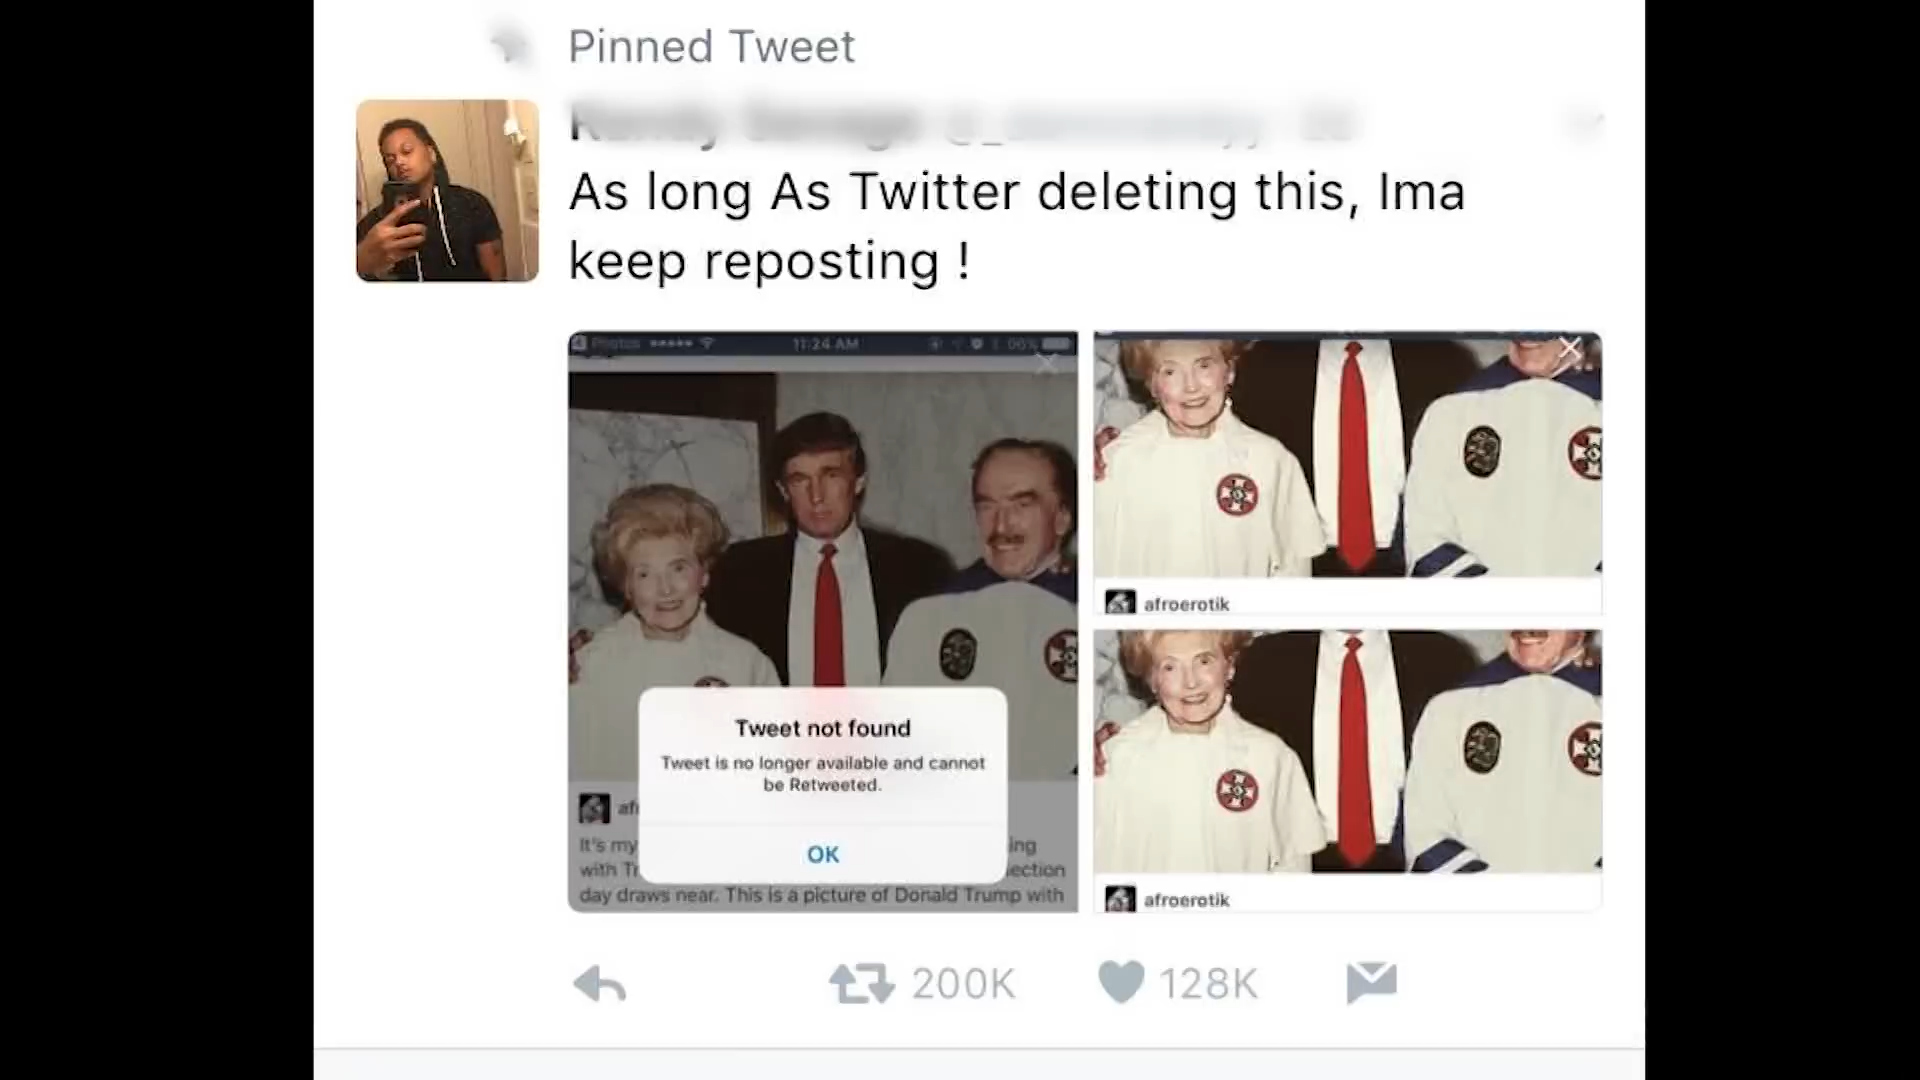 Pinned Tweet
As long As Twitter deleting this, Ima
keep reposting !
Photos
11:24 AM
Tweet not found
Tweet is no longer available and cannot
be Retweeted.
OK
It's my
ing
with Tr
lection
day draws near. This is a picture of Donald Trump with
afroerotik
afroerotik
200K
128K